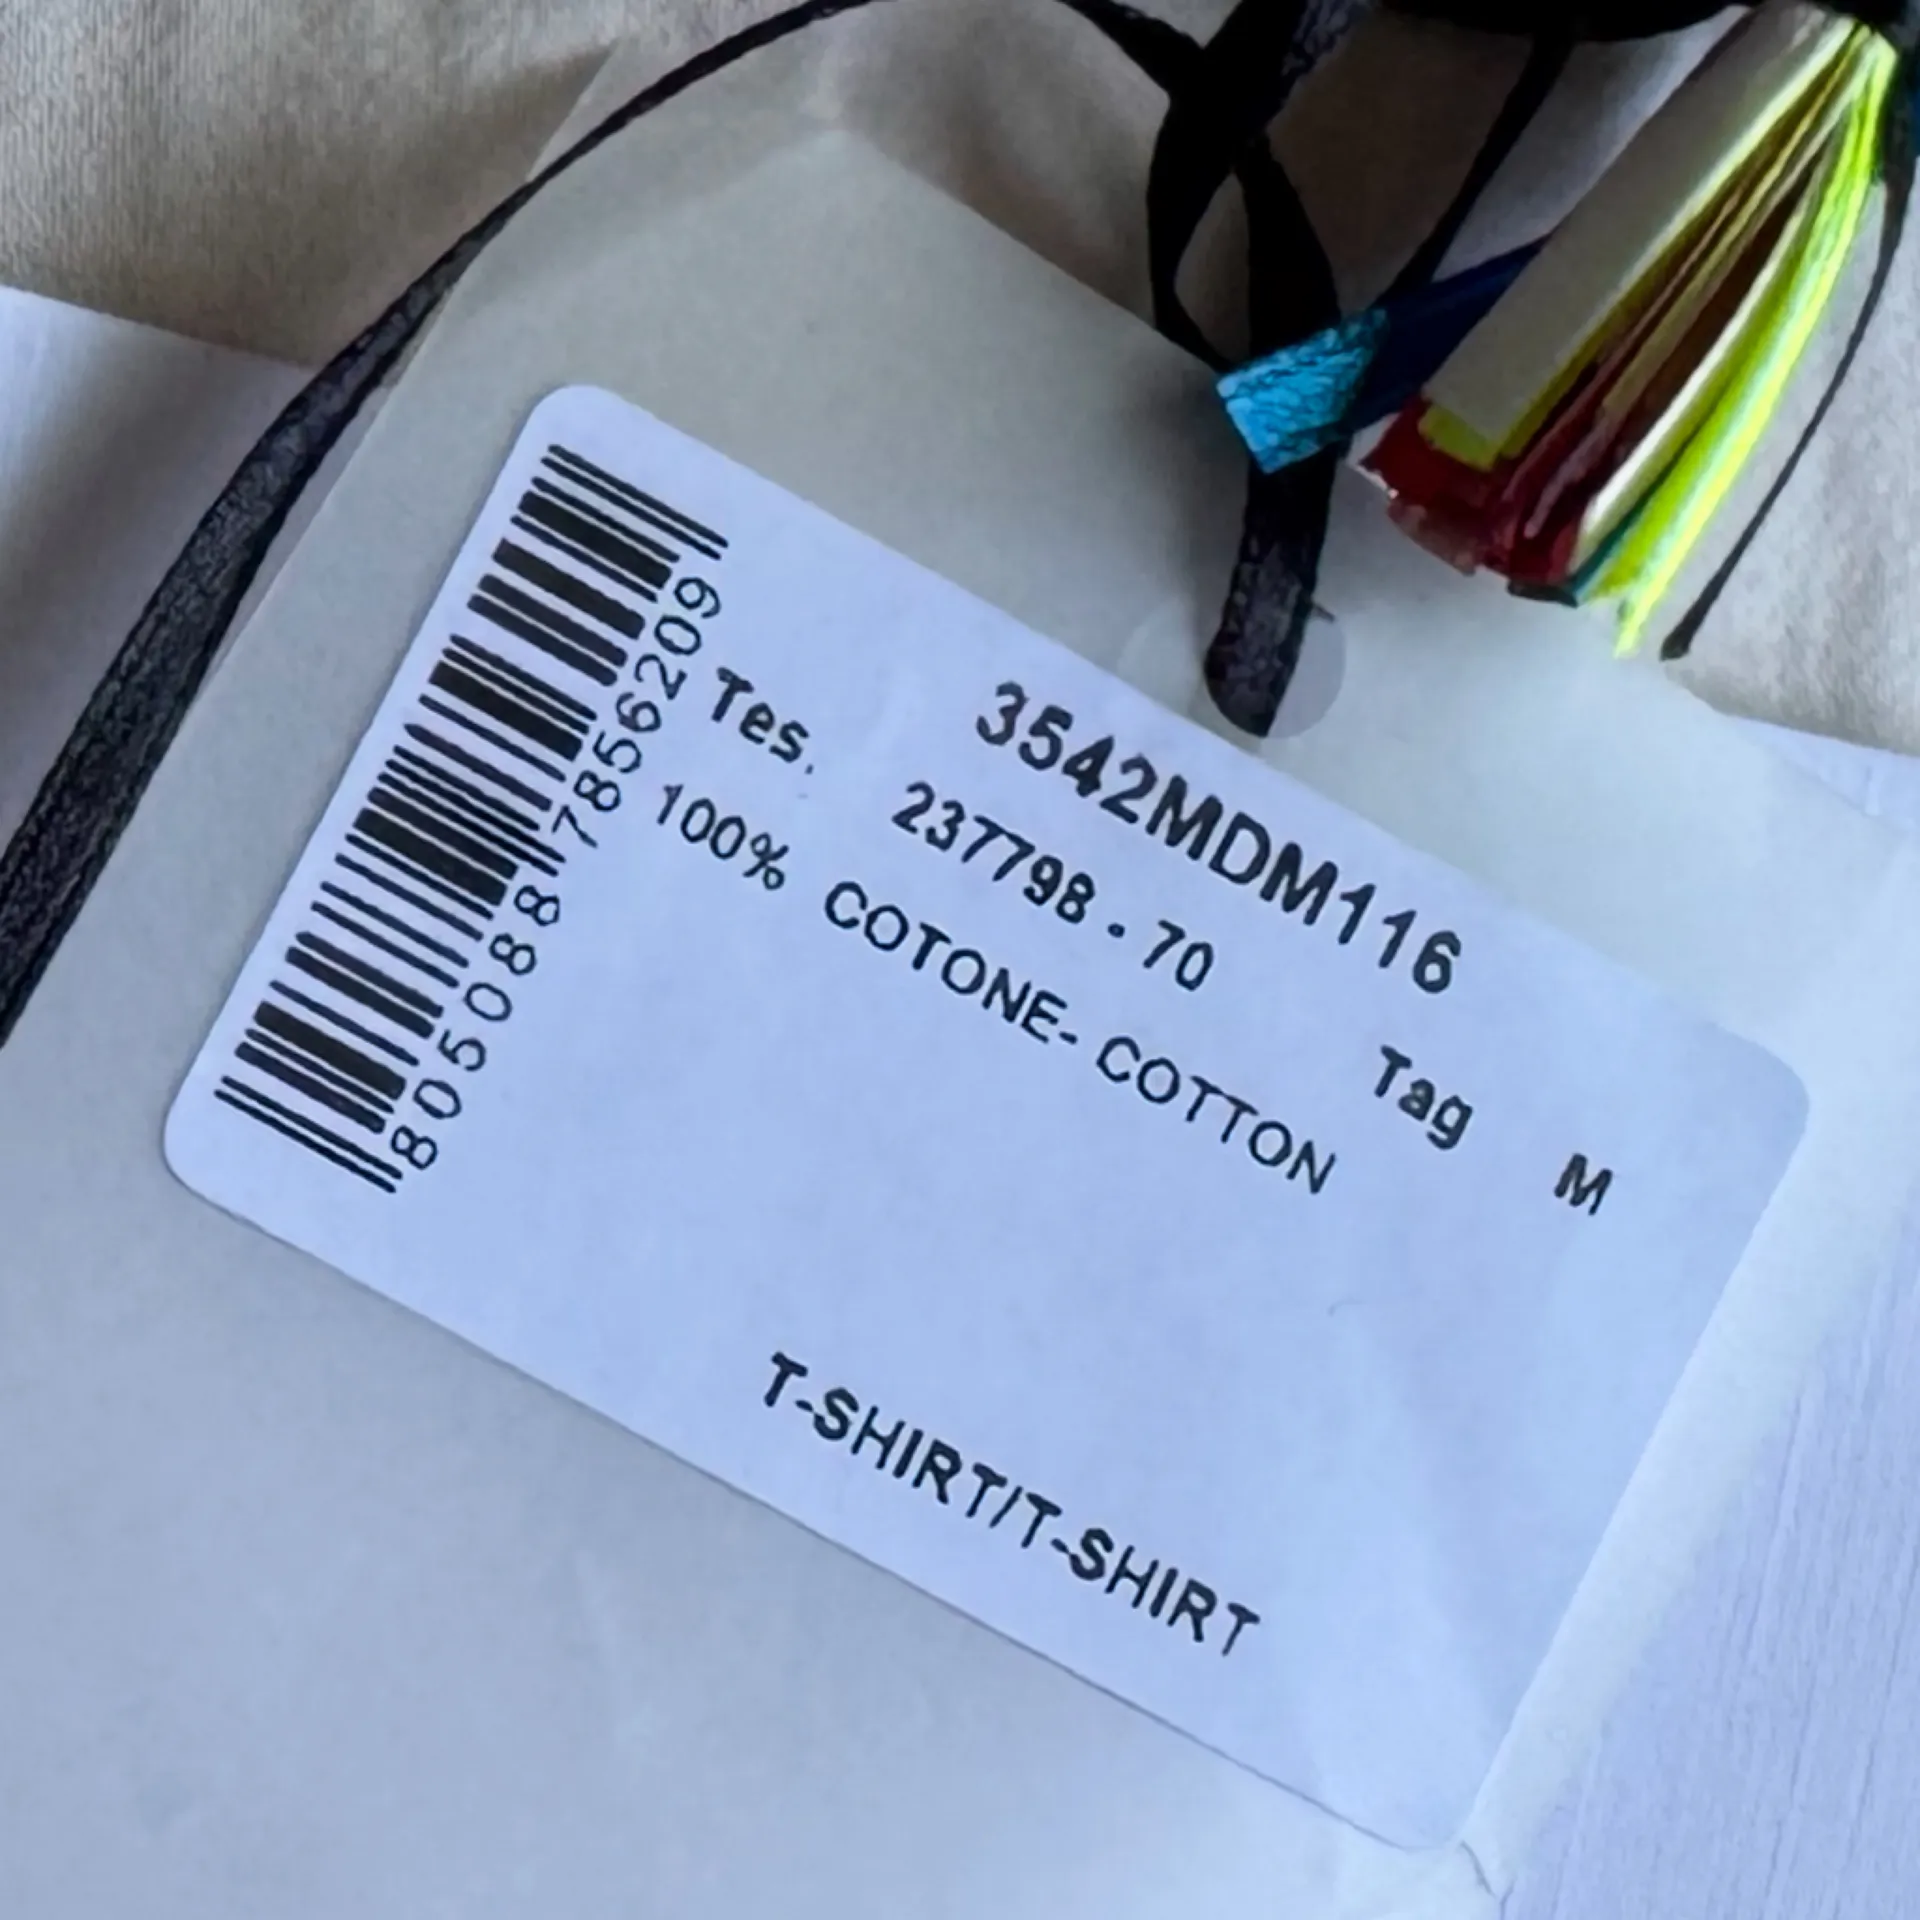 3542MDM116
Tes. 237798 - 70 Tag M
100% COTONE- COTTON
T-SHIRT/T-SHIRT
8050887856209